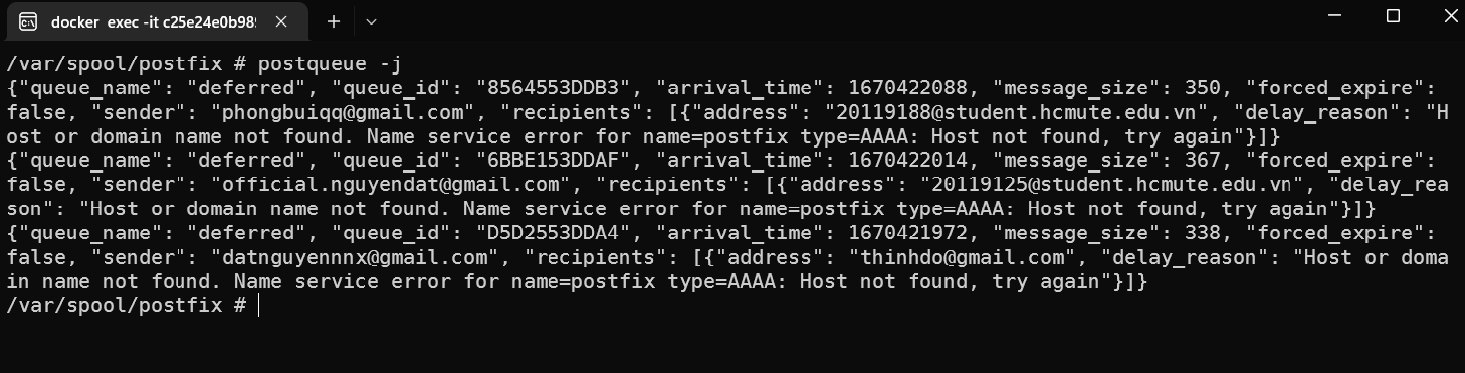 docker exec -it c25e24e0b98
/var/spool/postfix # postqueue -j
{"queue_name": "deferred", "queue_id": "8564553DDB3", "arrival_time": 1670422088, "message_size": 350, "forced_expire":
false, "sender": "phongbuiqq@gmail.com", "recipients": [{"address": "20119188@student.hcmute.edu.vn", "delay_reason": "H
ost or domain name not found. Name service error for name=postfix type=AAAA: Host not found, try again"}]}
{"queue_name": "deferred", "queue_id": "6BBE153DDAF", "arrival_time": 1670422014, "message_size": 367, "forced_expire":
false, "sender": "official.nguyendat@gmail.com", "recipients": [{"address": "20119125@student.hcmute.edu.vn", "delay_rea
son": "Host or domain name not found. Name service error for name=postfix type=AAAA: Host not found, try again"}]}
{"queue_name": "deferred", "queue_id": "D5D2553DDA4", "arrival_time": 1670421972, "message_size": 338, "forced_expire":
false, "sender": "datnguyennnx@gmail.com", "recipients": [{"address": "thinhdo@gmail.com", "delay_reason": "Host or doma
in name not found. Name service error for name=postfix type=AAAA: Host not found, try again"}]}
/var/spool/postfix #